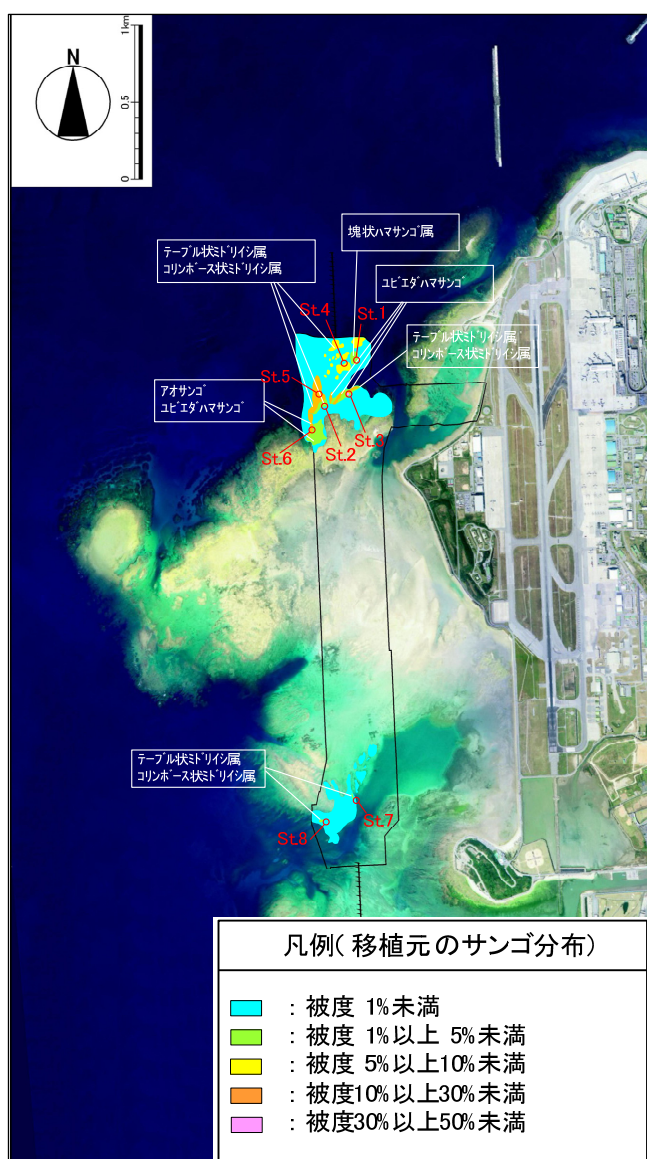 N
1km
0.5
0
塊状ハマサンゴ属
テーブル状ミドリイシ属
コリンボース状ミドリイシ属
ユビエダハマサンゴ
St.4
St.1
テーブル状ミドリイシ属
コリンボース状ミドリイシ属
St.5
St.3
アオサンゴ
ユビエダハマサンゴ
St.2
St.6
テーブル状ミドリイシ属
コリンボース状ミドリイシ属
St.7
St.8
凡例(移植元のサンゴ分布)
:被度 1%未満
:被度 1%以上 5%未満
:被度 5%以上10%未満
:被度10%以上30%未満
:被度30%以上50%未満